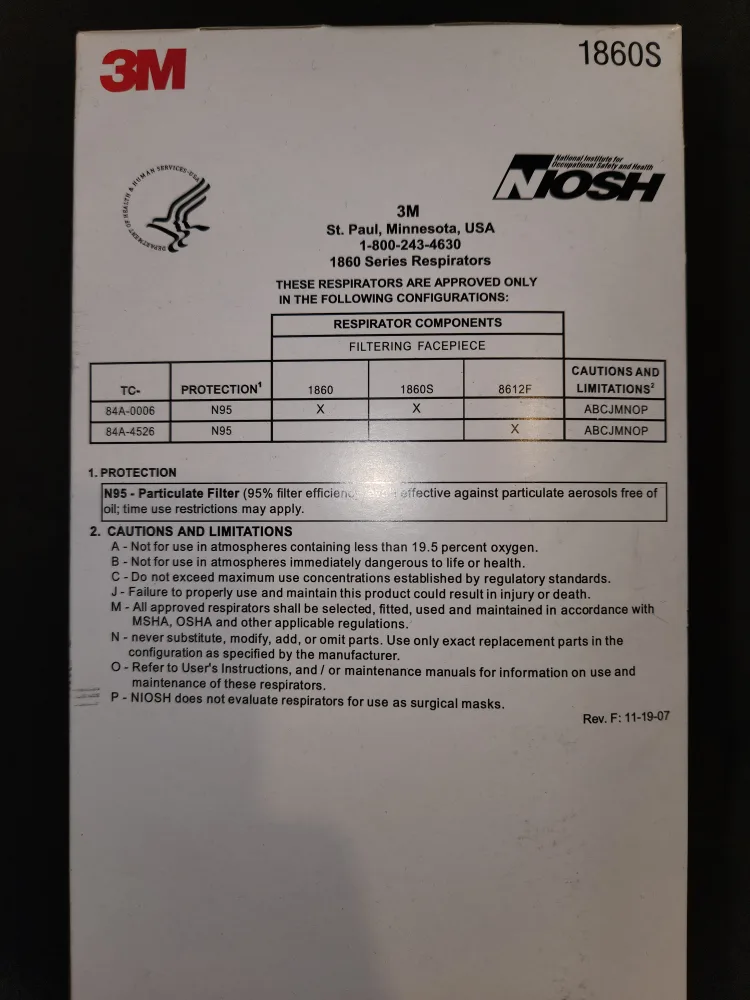 3M
1860S
DEPARTMENT OF HEALTH & HUMAN SERVICES • USA
National Institute for
Occupational Safety and Health
NIOSH
3M
St. Paul, Minnesota, USA
1-800-243-4630
1860 Series Respirators
THESE RESPIRATORS ARE APPROVED ONLY
IN THE FOLLOWING CONFIGURATIONS:
RESPIRATOR COMPONENTS
FILTERING FACEPIECE
TC- PROTECTION¹ 1860 1860S 8612F CAUTIONS AND LIMITATIONS²
84A-0006 N95 X X ABCJMNOP
84A-4526 N95 X ABCJMNOP
1. PROTECTION
N95 - Particulate Filter (95% filter effective against particulate aerosols free of
oil; time use restrictions may apply.
2. CAUTIONS AND LIMITATIONS
A - Not for use in atmospheres containing less than 19.5 percent oxygen.
B - Not for use in atmospheres immediately dangerous to life or health.
C - Do not exceed maximum use concentrations established by regulatory standards.
J - Failure to properly use and maintain this product could result in injury or death.
M - All approved respirators shall be selected, fitted, used and maintained in accordance with
MSHA, OSHA and other applicable regulations.
N - never substitute, modify, add, or omit parts. Use only exact replacement parts in the
configuration as specified by the manufacturer.
O - Refer to User's Instructions, and / or maintenance manuals for information on use and
maintenance of these respirators.
P - NIOSH does not evaluate respirators for use as surgical masks.
Rev. F: 11-19-07